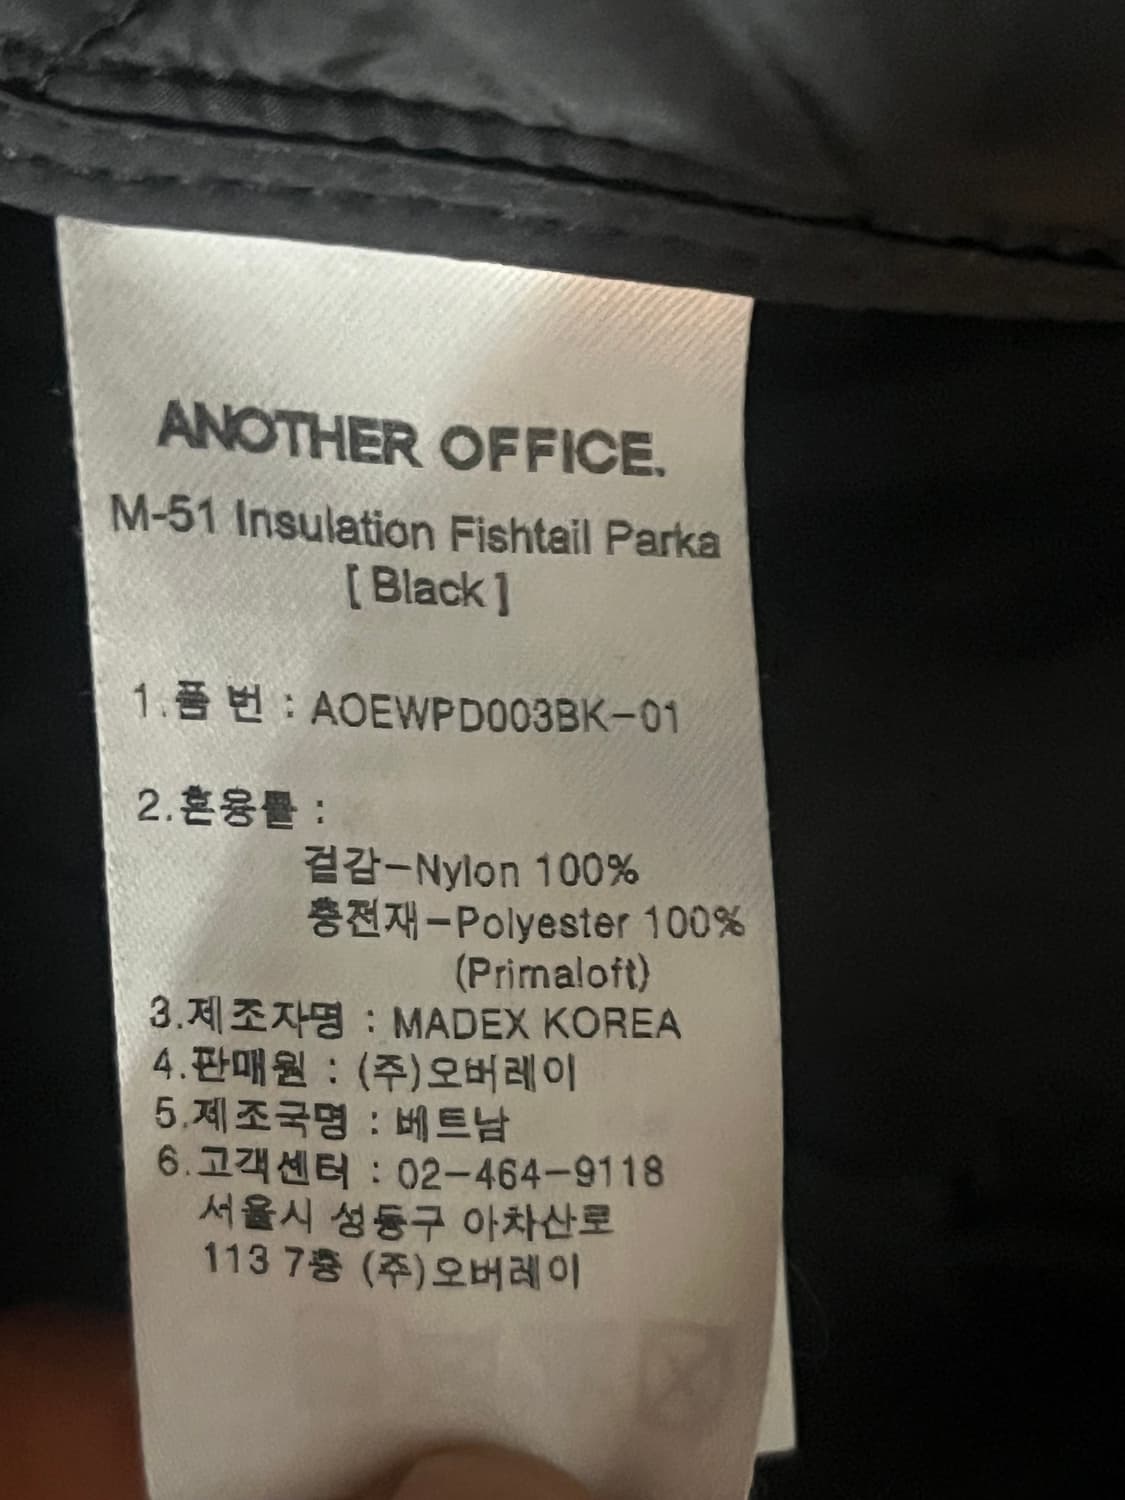 ANOTHER OFFICE.
M-51 Insulation Fishtail Parka
[ Black ]
1.품 번 : AOEWPD003BK-01
2.혼용률 :
겉감-Nylon 100%
충전재-Polyester 100%
(Primaloft)
3.제조자명 : MADEX KOREA
4.판매원 : (주)오버레이
5.제조국명 : 베트남
6.고객센터 : 02-464-9118
서울시 성동구 아차산로
113 7층 (주)오버레이